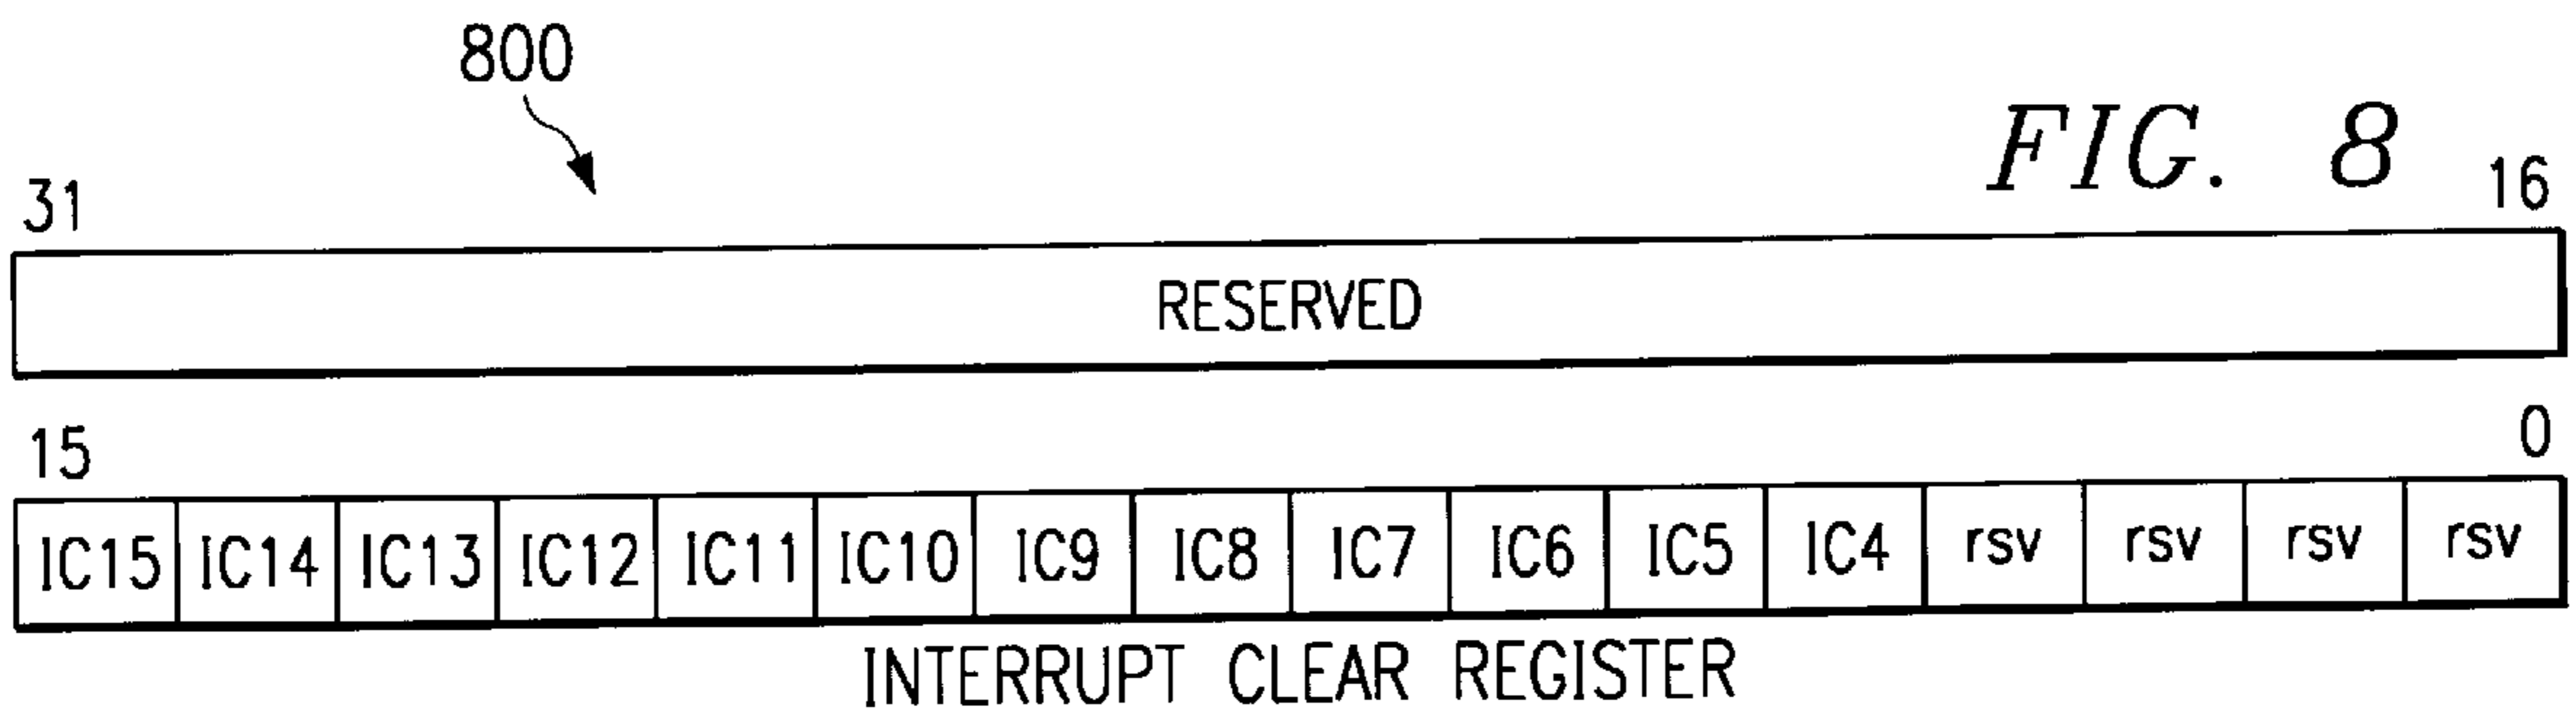 800
FIG. 8
31 16
RESERVED
15 0
IC15 IC14 IC13 IC12 IC11 IC10 IC9 IC8 IC7 IC6 IC5 IC4 rsv rsv rsv rsv
INTERRUPT CLEAR REGISTER